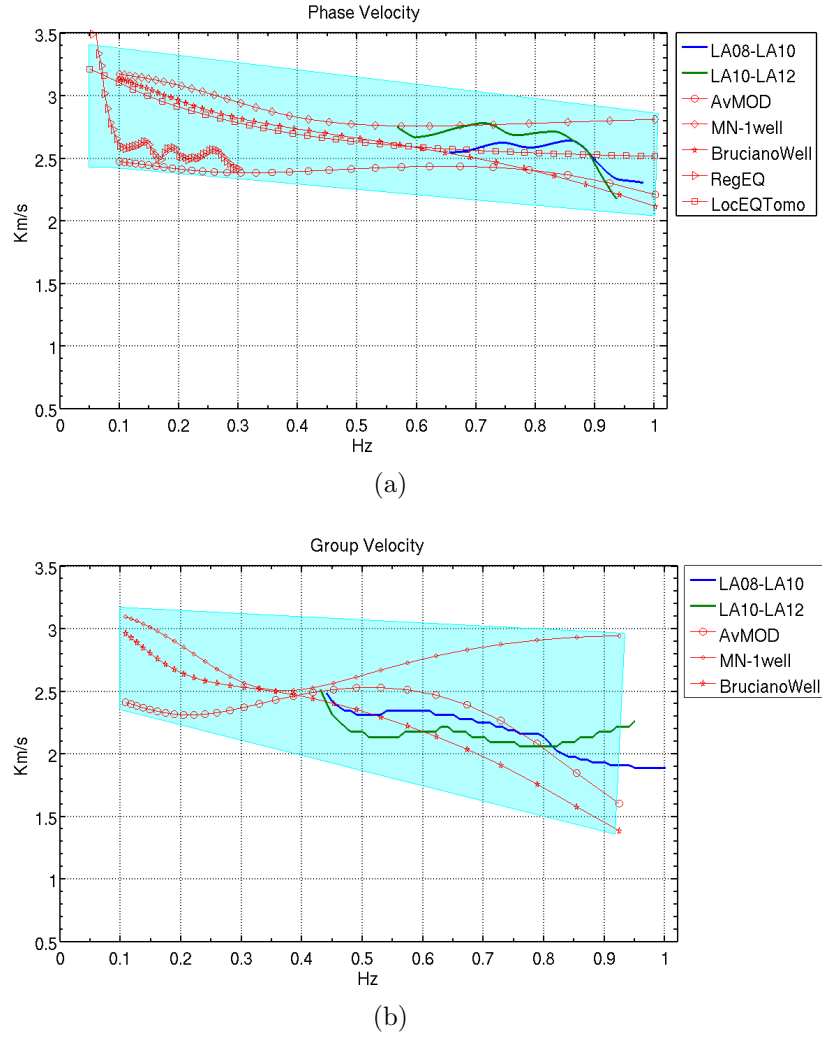 Phase Velocity
3.5
3
2.5
2
1.5
1
0.5
Km/s
0 0.1 0.2 0.3 0.4 0.5 0.6 0.7 0.8 0.9 1
Hz
LA08-LA10
LA10-LA12
AvMOD
MN-1well
BrucianoWell
RegEQ
LocEQTomo
(a)
Group Velocity
3.5
3
2.5
2
1.5
1
0.5
Km/s
0 0.1 0.2 0.3 0.4 0.5 0.6 0.7 0.8 0.9 1
Hz
LA08-LA10
LA10-LA12
AvMOD
MN-1well
BrucianoWell
(b)